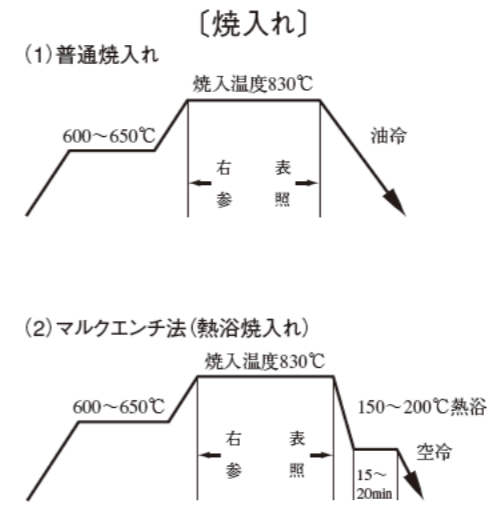 〔焼入れ〕
(1)普通焼入れ
焼入温度830℃
600～650℃
油冷
右 表
参 照
(2)マルクエンチ法(熱浴焼入れ)
焼入温度830℃
600～650℃
150～200℃熱浴
右 表
参 照
空冷
15～
20min